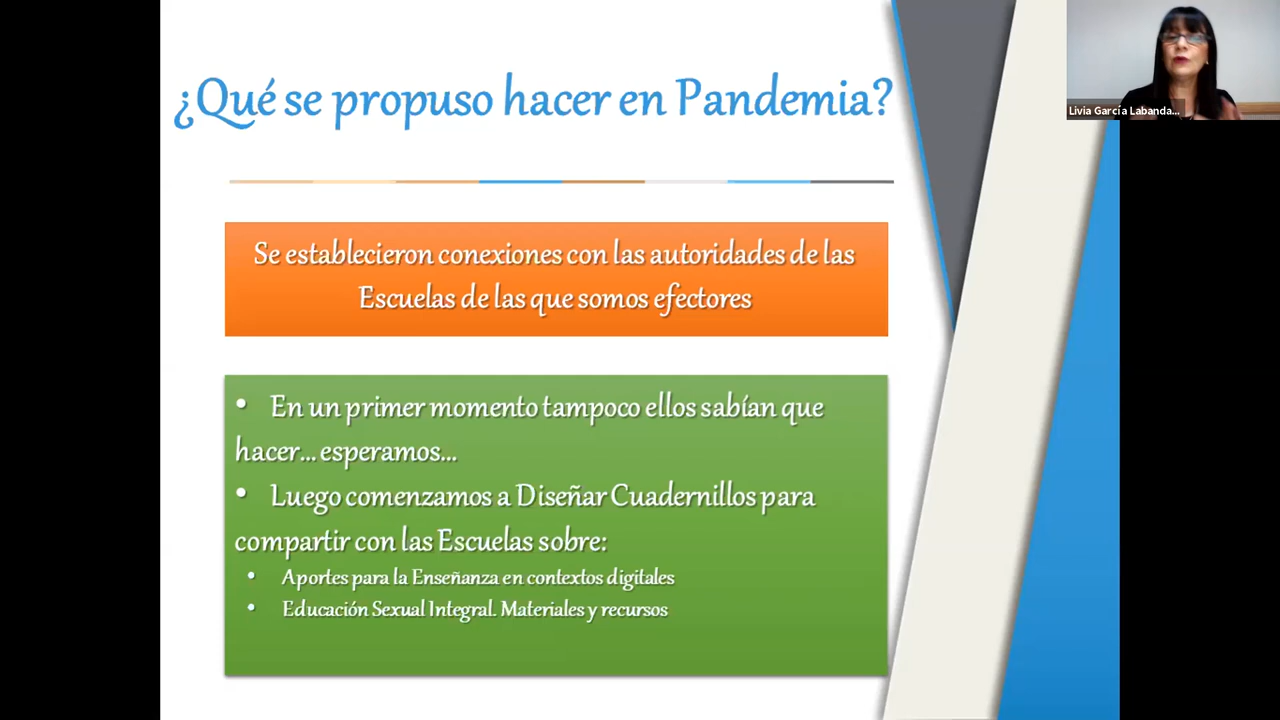 ¿Qué se propuso hacer en Pandemia?
Livia García Labanda...
Se establecieron conexiones con las autoridades de las
Escuelas de las que somos efectores
• En un primer momento tampoco ellos sabían que
hacer... esperamos...
• Luego comenzamos a Diseñar Cuadernillos para
compartir con las Escuelas sobre:
• Aportes para la Enseñanza en contextos digitales
• Educación Sexual Integral. Materiales y recursos